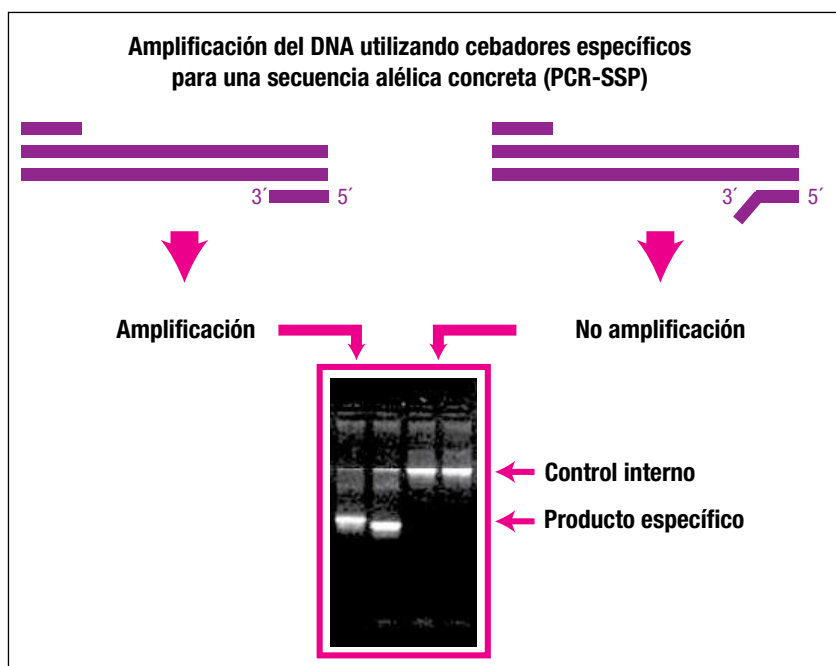 Amplificación del DNA utilizando cebadores específicos
para una secuencia alélica concreta (PCR-SSP)
3´ 5´
3´ 5´
Amplificación
No amplificación
Control interno
Producto específico